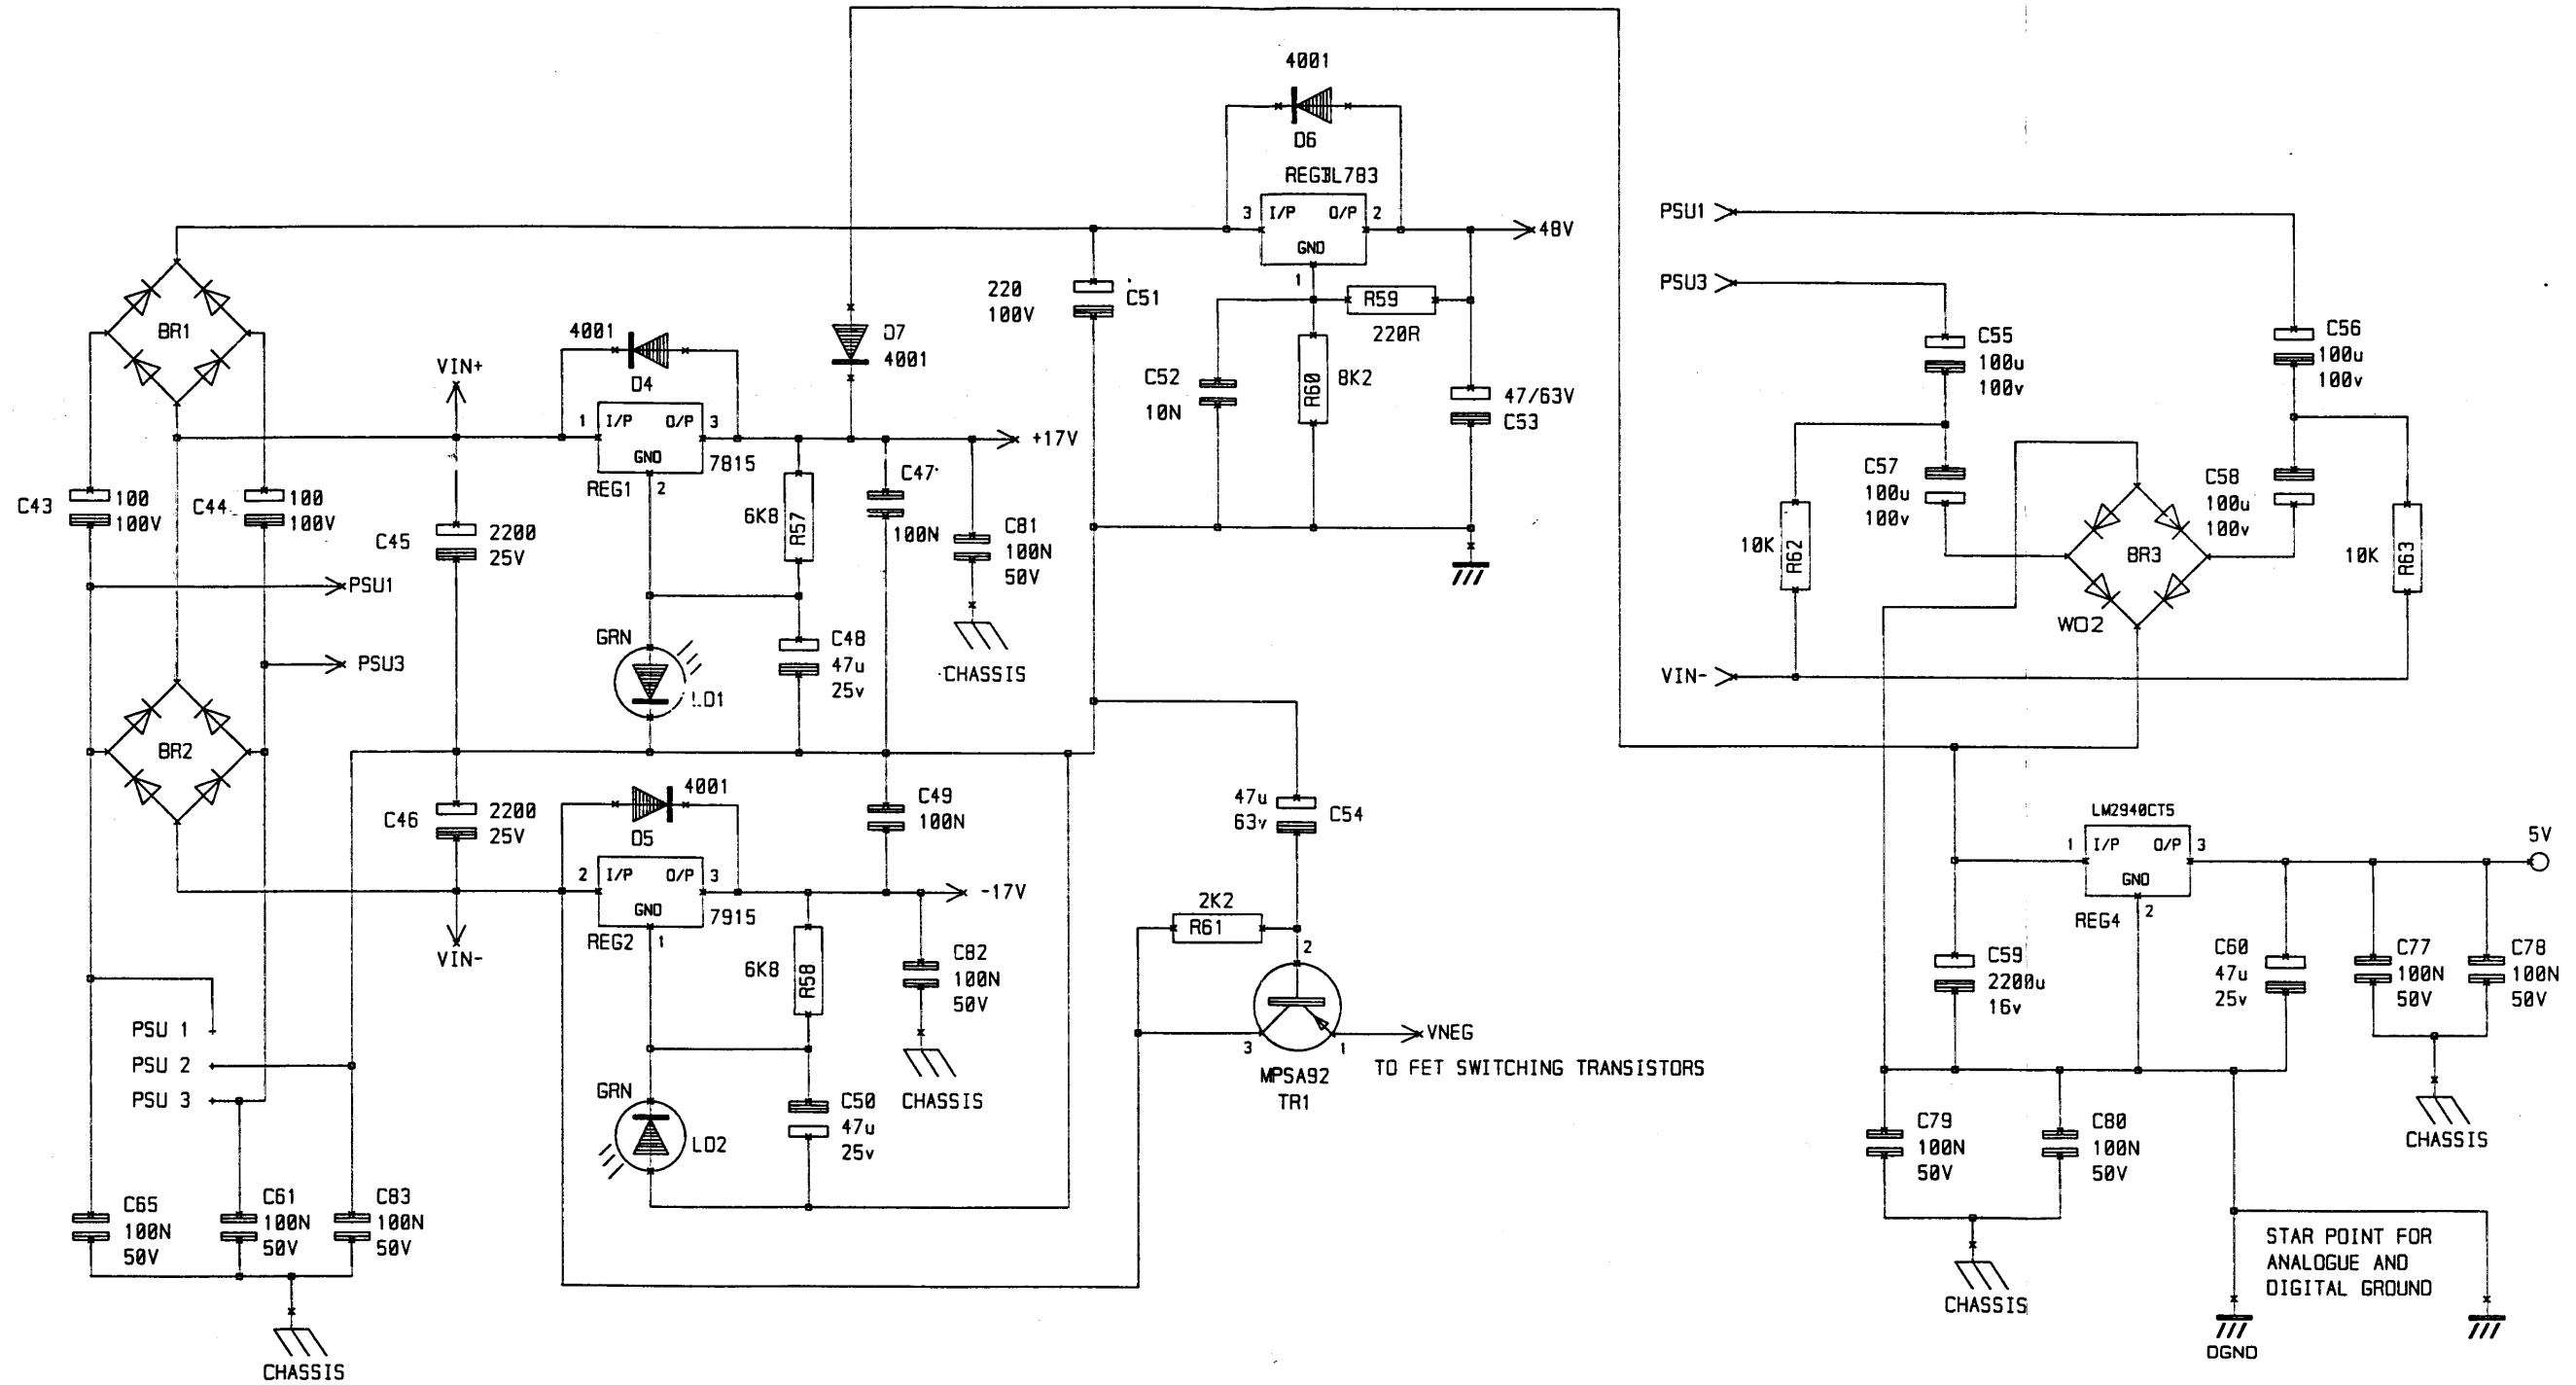 4001
D6
REG3L783
3 I/P O/P 2
GND
1
48V
220
100V
C51
R59
220R
C52
10N
R60
8K2
47/63V
C53
BR1
VIN+
4001
D4
D7
4001
1 I/P O/P 3
GND
7815
REG1
2
+17V
C43
100
100V
C44
100
100V
C45
2200
25V
6K8
R57
C47
100N
C81
100N
50V
CHASSIS
PSU1
PSU3
GRN
LD1
C48
47u
25v
BR2
C46
2200
25V
4001
D5
2 I/P O/P 3
GND
7915
REG2
1
C49
100N
-17V
VIN-
6K8
R58
C82
100N
50V
CHASSIS
GRN
LD2
C50
47u
25v
PSU 1
PSU 2
PSU 3
C65
100N
50V
C61
100N
50V
C83
100N
50V
CHASSIS
47u
63v
C54
2K2
R61
2
3
1
VNEG
MPSA92
TR1
TO FET SWITCHING TRANSISTORS
PSU1
PSU3
C55
100u
100v
C56
100u
100v
C57
100u
100v
C58
100u
100v
10K
R62
BR3
W02
10K
R63
VIN-
LM2940CT5
1 I/P O/P 3
GND
REG4
2
5V
C59
2200u
16v
C60
47u
25v
C77
100N
50V
C78
100N
50V
CHASSIS
C79
100N
50V
C80
100N
50V
CHASSIS
STAR POINT FOR
ANALOGUE AND
DIGITAL GROUND
DGND